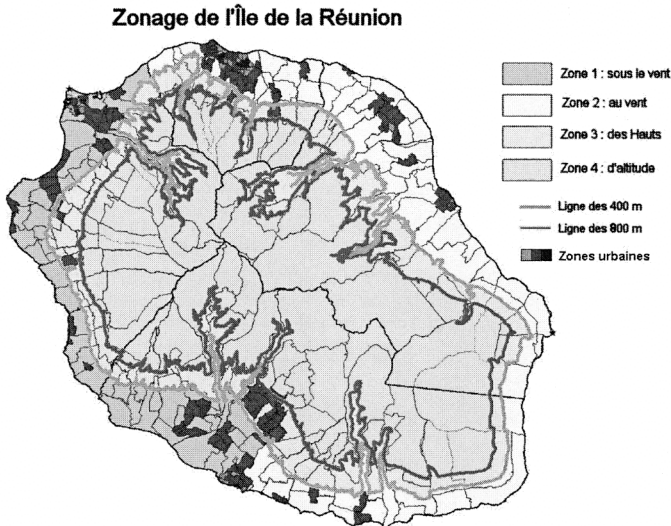 Zonage de l'Île de la Réunion
Zone 1 : sous le vent
Zone 2 : au vent
Zone 3 : des Hauts
Zone 4 : d'altitude
Ligne des 400 m
Ligne des 800 m
Zones urbaines